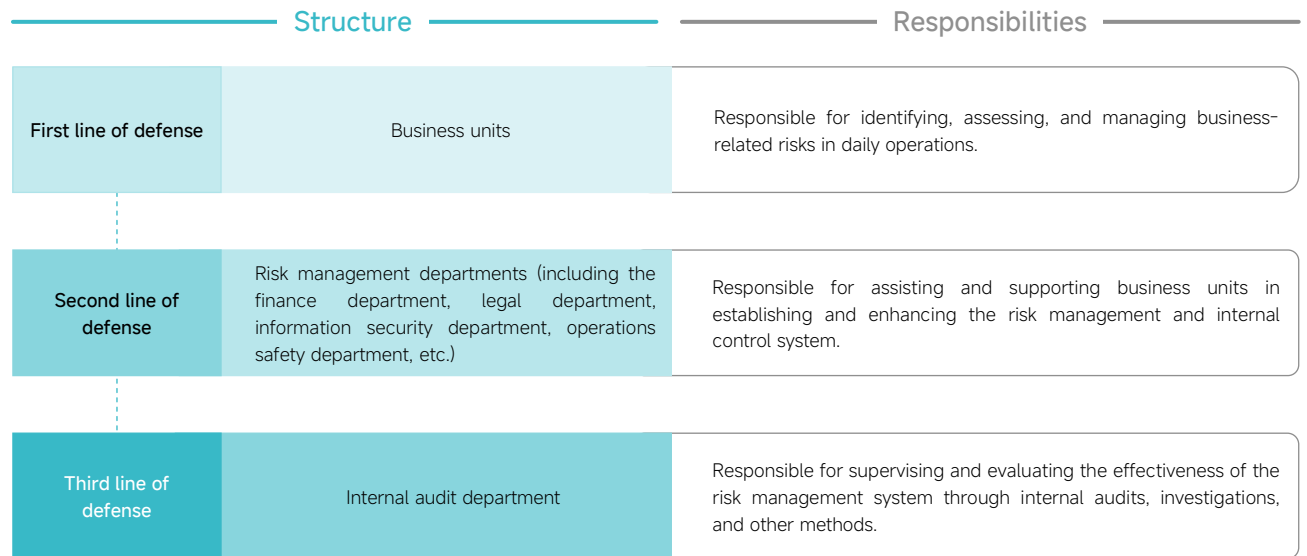 Structure
Responsibilities
First line of defense
Business units
Responsible for identifying, assessing, and managing business-
related risks in daily operations.
Second line of
defense
Risk management departments (including the
finance department, legal department,
information security department, operations
safety department, etc.)
Responsible for assisting and supporting business units in
establishing and enhancing the risk management and internal
control system.
Third line of
defense
Internal audit department
Responsible for supervising and evaluating the effectiveness of the
risk management system through internal audits, investigations,
and other methods.